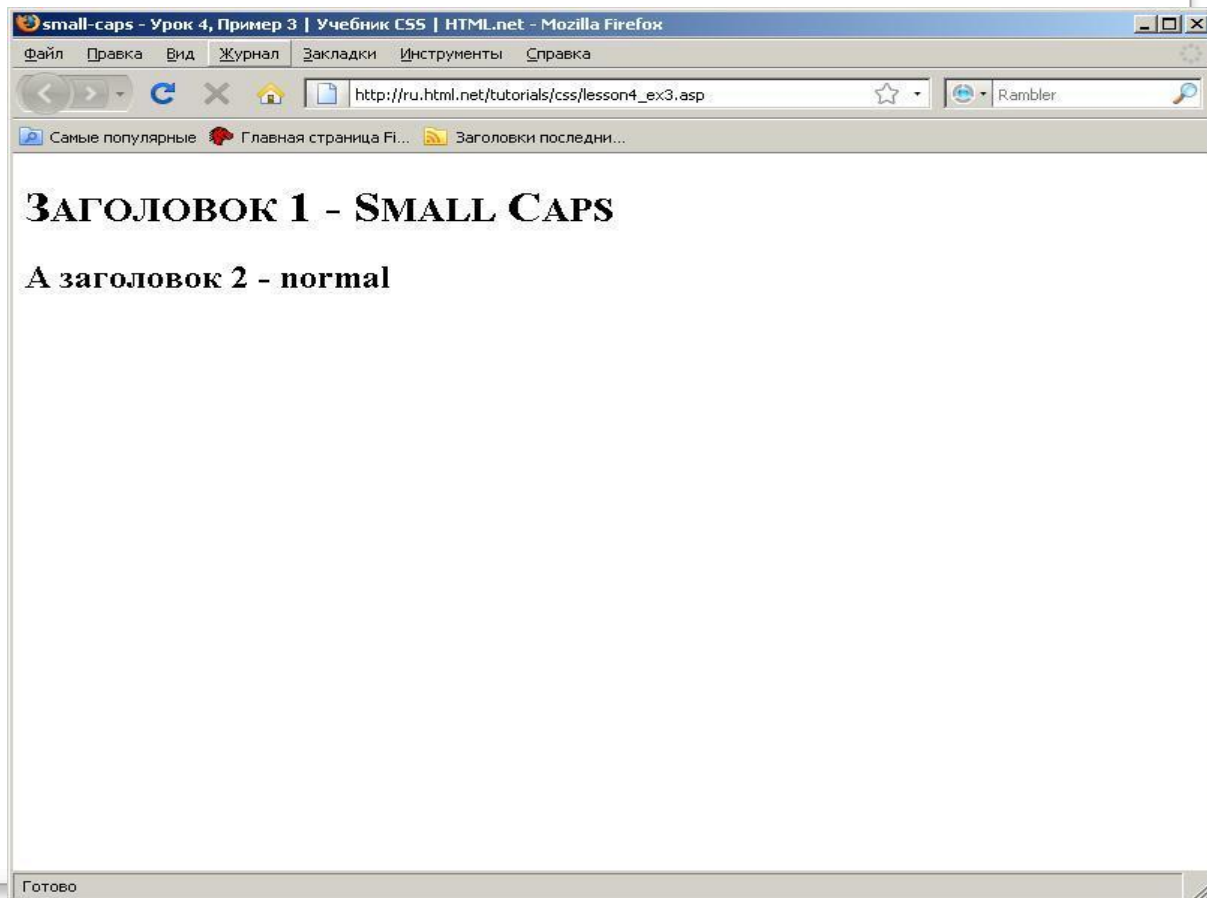 small-caps - Урок 4, Пример 3 | Учебник CSS | HTML.net - Mozilla Firefox
Файл Правка Вид Журнал Закладки Инструменты Справка
http://ru.html.net/tutorials/css/lesson4_ex3.asp Rambler
Самые популярные Главная страница Fi... Заголовки последни...
Заголовок 1 - Small Caps
А заголовок 2 - normal
Готово